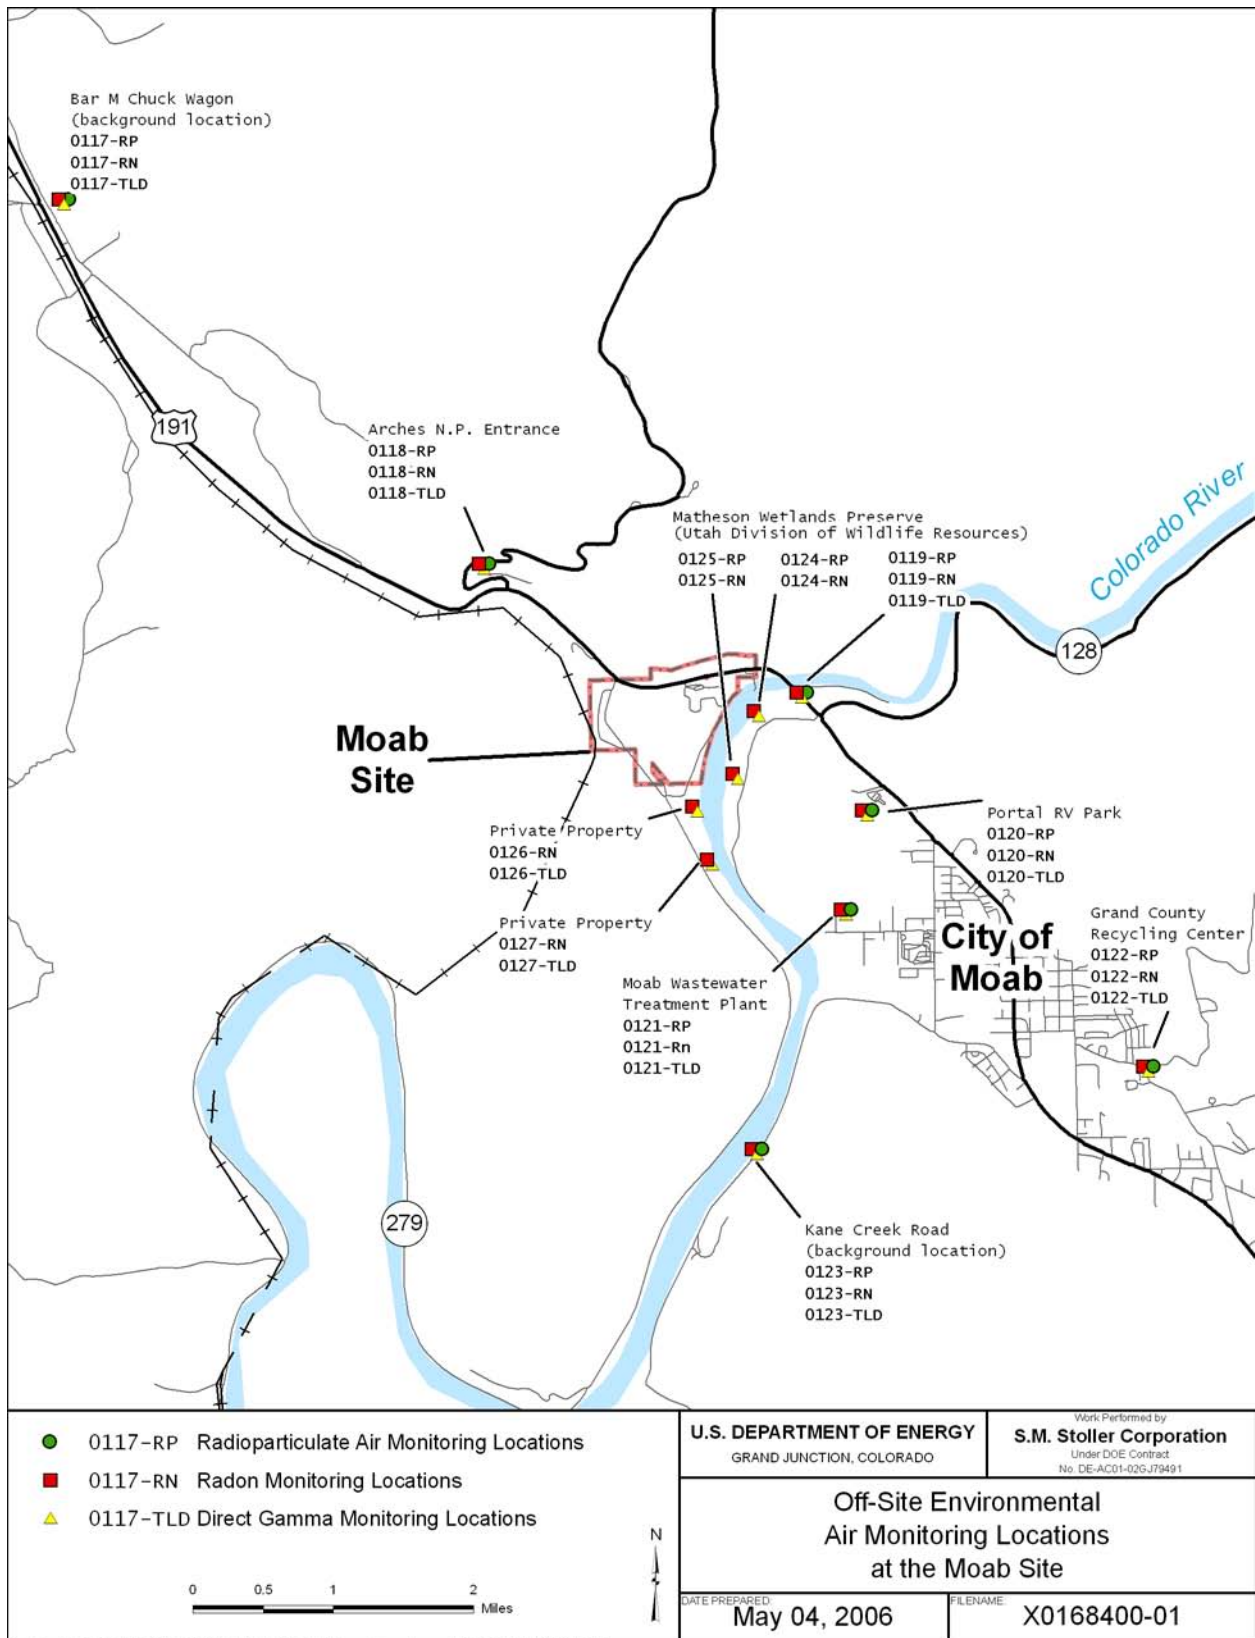 Bar M Chuck Wagon
(background location)
0117-RP
0117-RN
0117-TLD
191
Arches N.P. Entrance
0118-RP
0118-RN
0118-TLD
Matheson Wetlands Preserve
(Utah Division of Wildlife Resources)
0125-RP
0125-RN
0124-RP
0124-RN
0119-RP
0119-RN
0119-TLD
Colorado River
128
Moab
Site
Private Property
0126-RN
0126-TLD
Private Property
0127-RN
0127-TLD
Portal RV Park
0120-RP
0120-RN
0120-TLD
City of
Moab
Grand County
Recycling Center
0122-RP
0122-RN
0122-TLD
Moab Wastewater
Treatment Plant
0121-RP
0121-Rn
0121-TLD
279
Kane Creek Road
(background location)
0123-RP
0123-RN
0123-TLD
0117-RP Radioparticulate Air Monitoring Locations
0117-RN Radon Monitoring Locations
0117-TLD Direct Gamma Monitoring Locations
0 0.5 1 2
Miles
N
U.S. DEPARTMENT OF ENERGY
GRAND JUNCTION, COLORADO
Work Performed by
S.M. Stoller Corporation
Under DOE Contract
No. DE-AC01-02GJ79491
Off-Site Environmental
Air Monitoring Locations
at the Moab Site
DATE PREPARED:
May 04, 2006
FILENAME:
X0168400-01